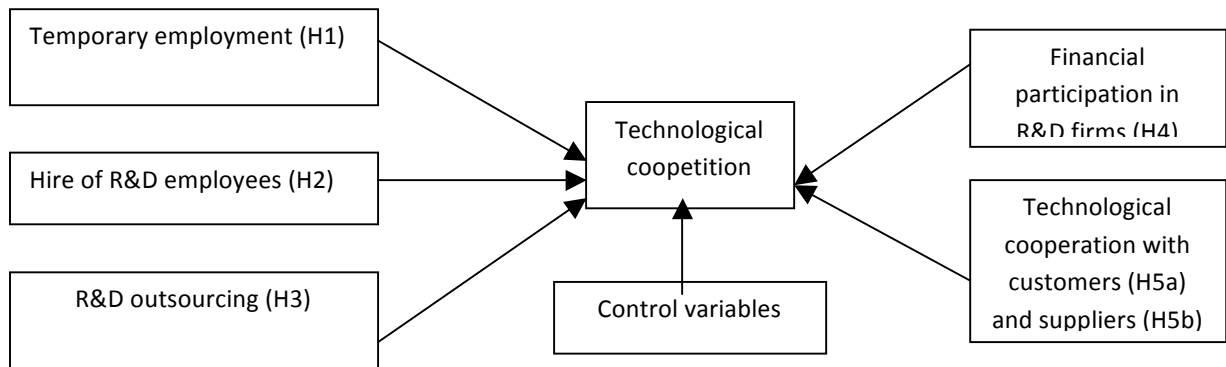 Temporary employment (H1)
Hire of R&D employees (H2)
R&D outsourcing (H3)
Technological
coopetition
Control variables
Financial
participation in
R&D firms (H4)
Technological
cooperation with
customers (H5a)
and suppliers (H5b)